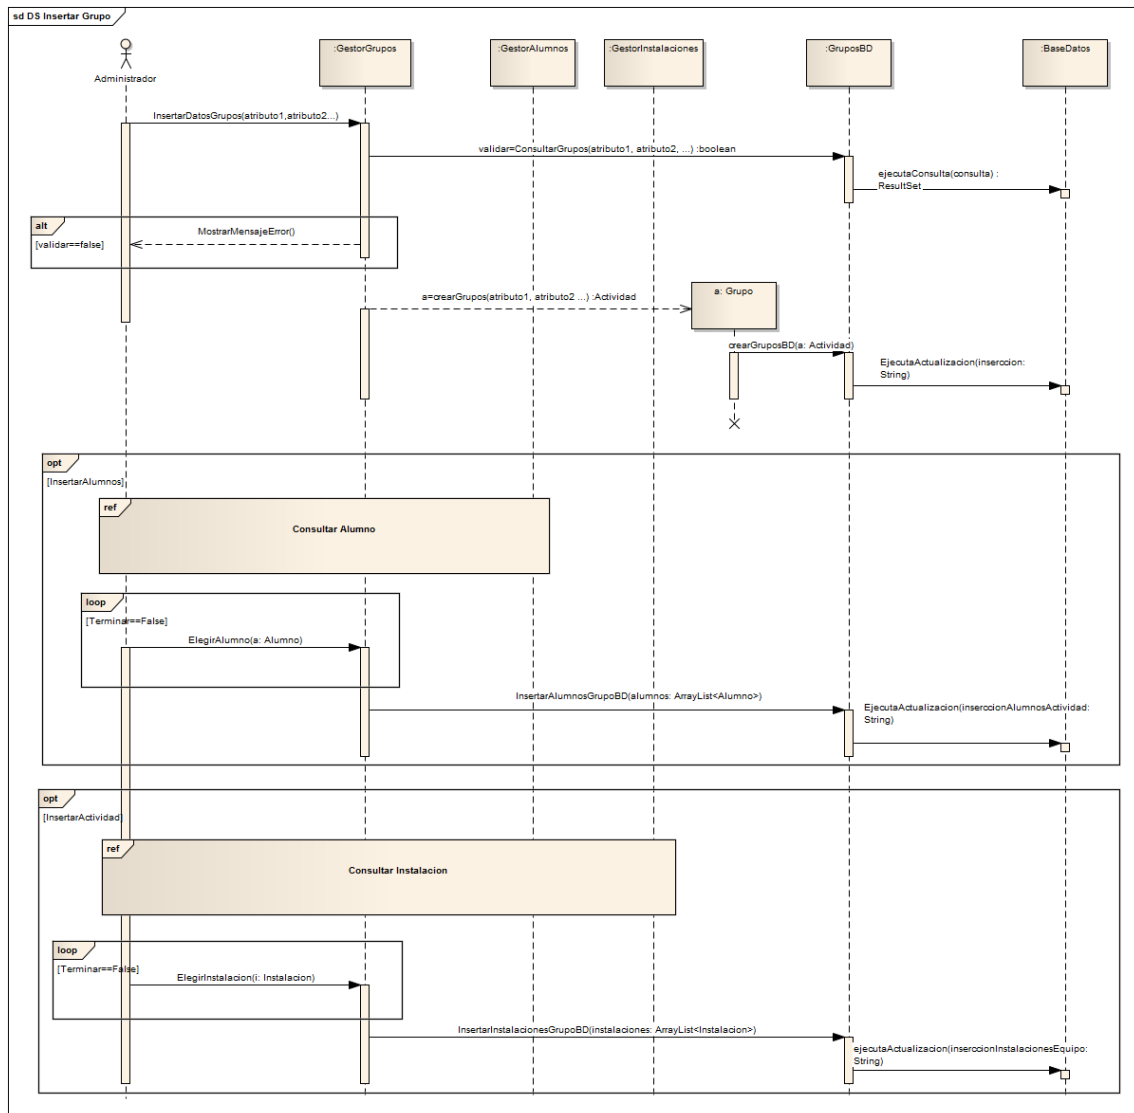 sd DS Insertar Grupo
Administrador
:GestorGrupos
:GestorAlumnos
:GestorInstalaciones
:GruposBD
:BaseDatos
InsertarDatosGrupos(atributo1,atributo2...)
validar=ConsultarGrupos(atributo1, atributo2, ...) :boolean
ejecutaConsulta(consulta) :
ResultSet
alt
[validar==false]
MostrarMensajeError()
a=crearGrupos(atributo1, atributo2 ...) :Actividad
a: Grupo
crearGruposBD(a: Actividad)
EjecutaActualizacion(inserccion:
String)
opt
[InsertarAlumnos]
ref
Consultar Alumno
loop
[Terminar==False]
ElegirAlumno(a: Alumno)
InsertarAlumnosGrupoBD(alumnos: ArrayList<Alumno>)
EjecutaActualizacion(inserccionAlumnosActividad:
String)
opt
[InsertarActividad]
ref
Consultar Instalacion
loop
[Terminar==False]
ElegirInstalacion(i: Instalacion)
InsertarInstalacionesGrupoBD(instalaciones: ArrayList<Instalacion>)
ejecutaActualizacion(inserccionInstalacionesEquipo:
String)